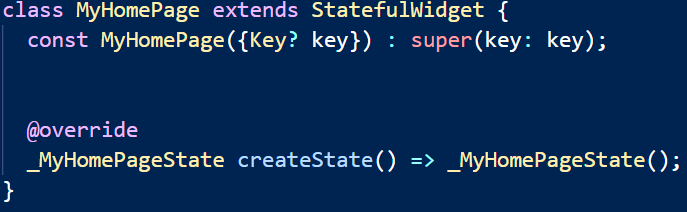 class MyHomePage extends StatefulWidget {
  const MyHomePage({Key? key}) : super(key: key);
  @override
  _MyHomePageState createState() => _MyHomePageState();
}